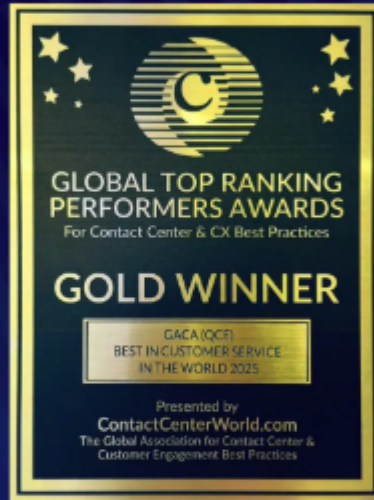 C
GLOBAL TOP RANKING
PERFORMERS AWARDS
For Contact Center & CX Best Practices
GOLD WINNER
GACA (QCE)
BEST IN CUSTOMER SERVICE
IN THE WORLD 2025
Presented by
ContactCenterWorld.com
The Global Association for Contact Center &
Customer Engagement Best Practices